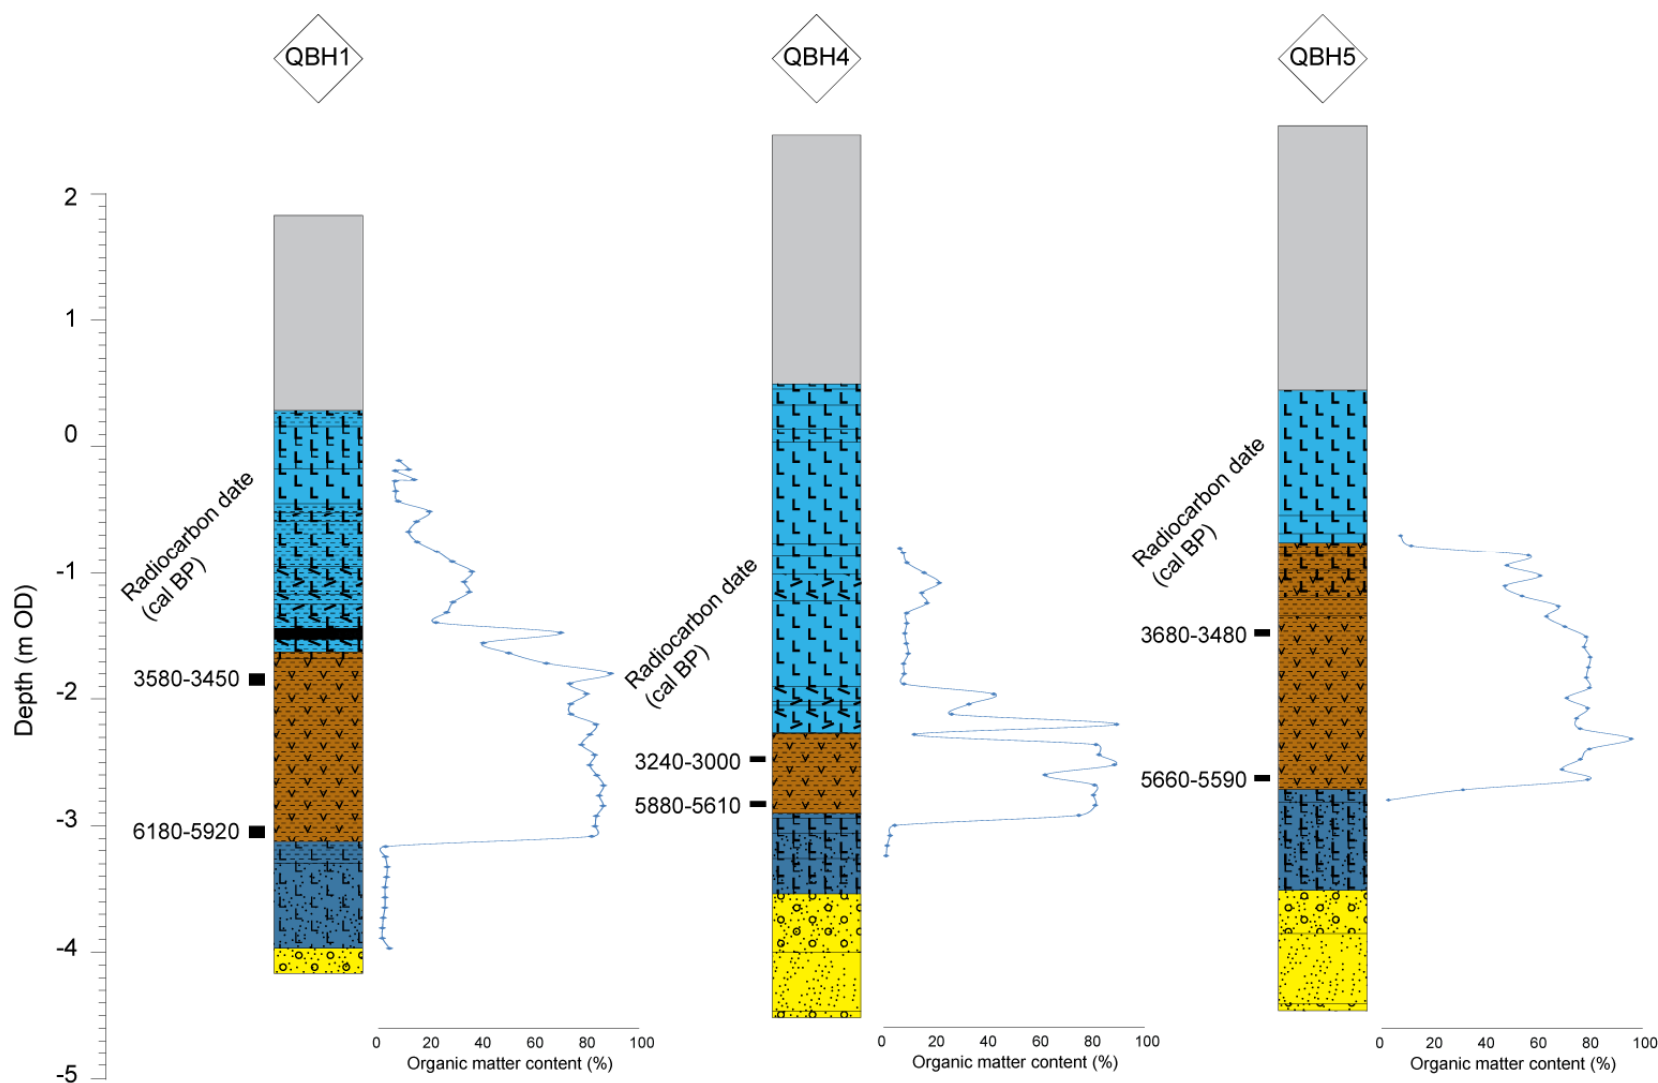 QBH1
QBH4
QBH5
2
1
0
-1
-2
-3
-4
-5
Depth (m OD)
Radiocarbon date
(cal BP)
3580-3450
6180-5920
0 20 40 60 80 100
Organic matter content (%)
Radiocarbon date
(cal BP)
3240-3000
5880-5610
0 20 40 60 80 100
Organic matter content (%)
Radiocarbon date
(cal BP)
3680-3480
5660-5590
0 20 40 60 80 100
Organic matter content (%)